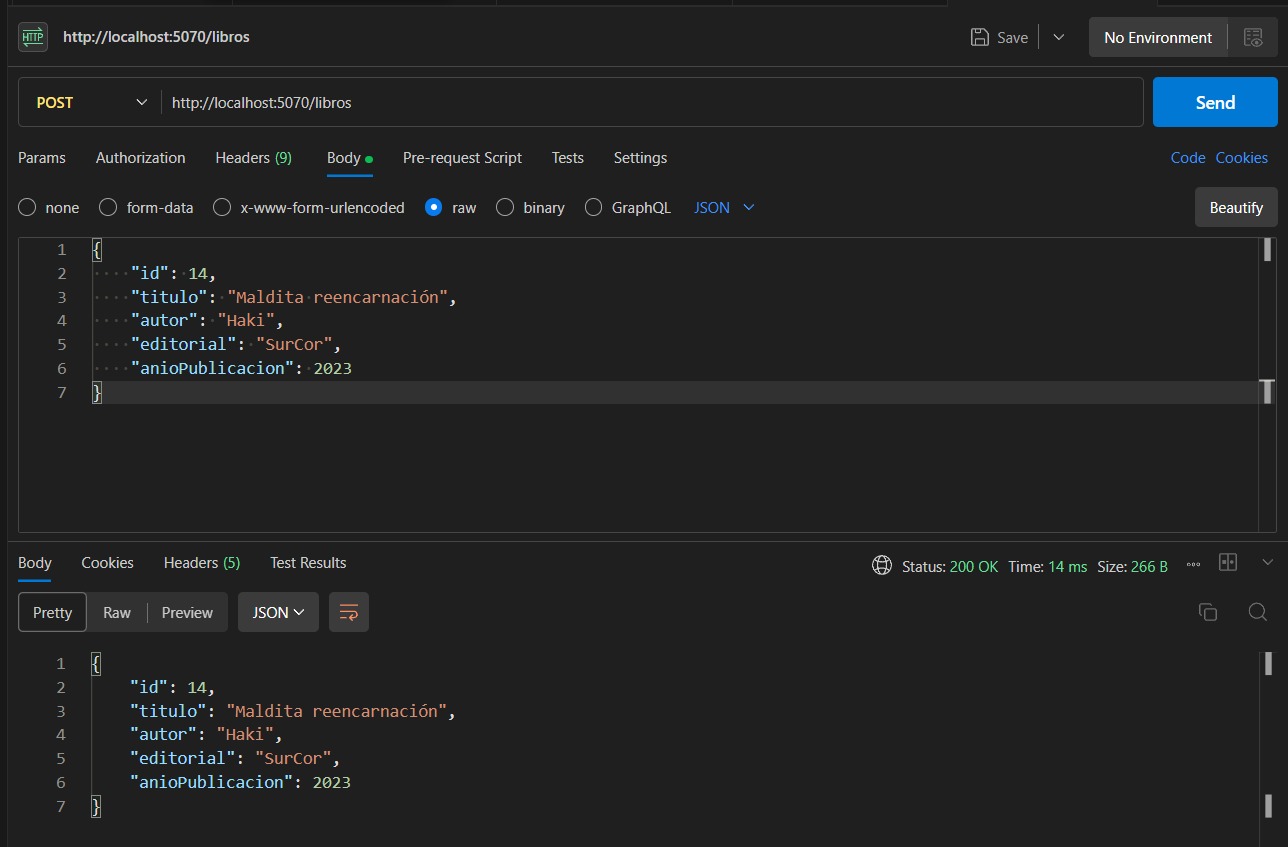 HTTP http://localhost:5070/libros Save No Environment
POST http://localhost:5070/libros Send
Params Authorization Headers (9) Body Pre-request Script Tests Settings Code Cookies
none form-data x-www-form-urlencoded raw binary GraphQL JSON Beautify
1 {
2 ····"id":·14,
3 ····"titulo":·"Maldita·reencarnación",
4 ····"autor":·"Haki",
5 ····"editorial":·"SurCor",
6 ····"anioPublicacion":·2023
7 }
Body Cookies Headers (5) Test Results Status: 200 OK Time: 14 ms Size: 266 B
Pretty Raw Preview JSON
1 {
2 "id": 14,
3 "titulo": "Maldita reencarnación",
4 "autor": "Haki",
5 "editorial": "SurCor",
6 "anioPublicacion": 2023
7 }